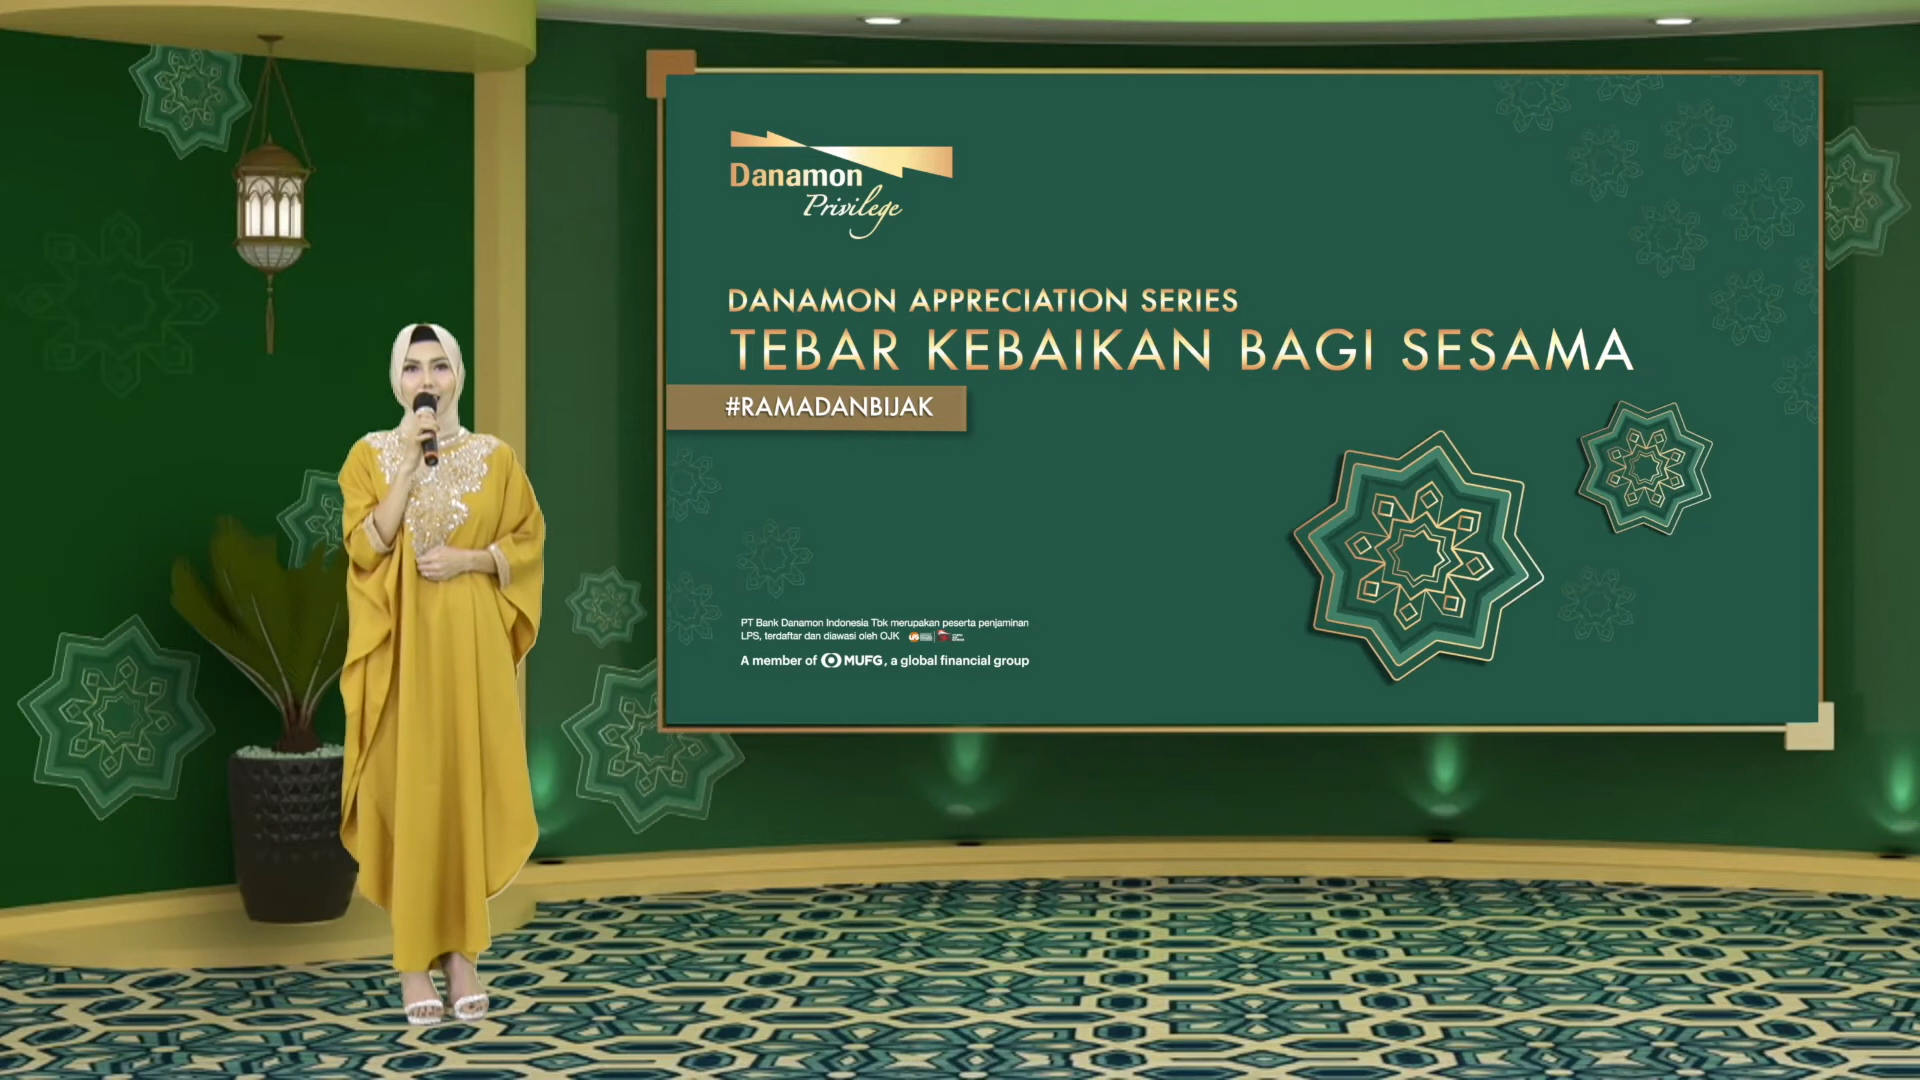 Danamon
Privilege
DANAMON APPRECIATION SERIES
TEBAR KEBAIKAN BAGI SESAMA
#RAMADANBIJAK
PT Bank Danamon Indonesia Tbk merupakan peserta penjaminan
LPS, terdaftar dan diawasi oleh OJK
A member of MUFG, a global financial group